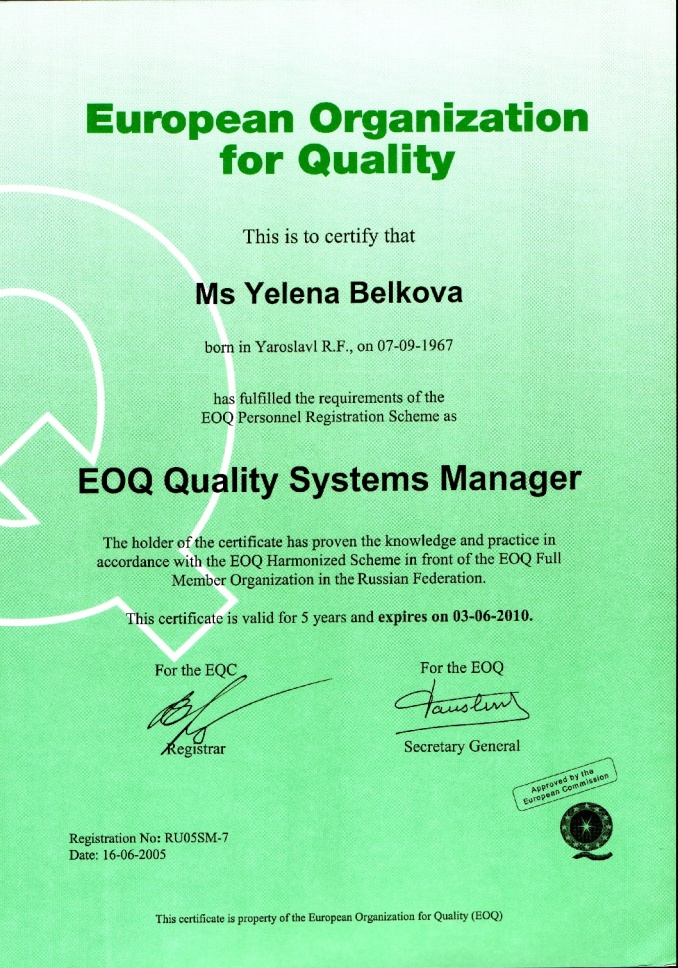 European Organization
for Quality
This is to certify that
Ms Yelena Belkova
born in Yaroslavl R.F., on 07-09-1967
has fulfilled the requirements of the
EOQ Personnel Registration Scheme as
EOQ Quality Systems Manager
The holder of the certificate has proven the knowledge and practice in
accordance with the EOQ Harmonized Scheme in front of the EOQ Full
Member Organization in the Russian Federation.
This certificate is valid for 5 years and expires on 03-06-2010.
For the EQC
For the EOQ
Registrar
Secretary General
Approved by the
European Commission
Registration No: RU05SM-7
Date: 16-06-2005
This certificate is property of the European Organization for Quality (EOQ)